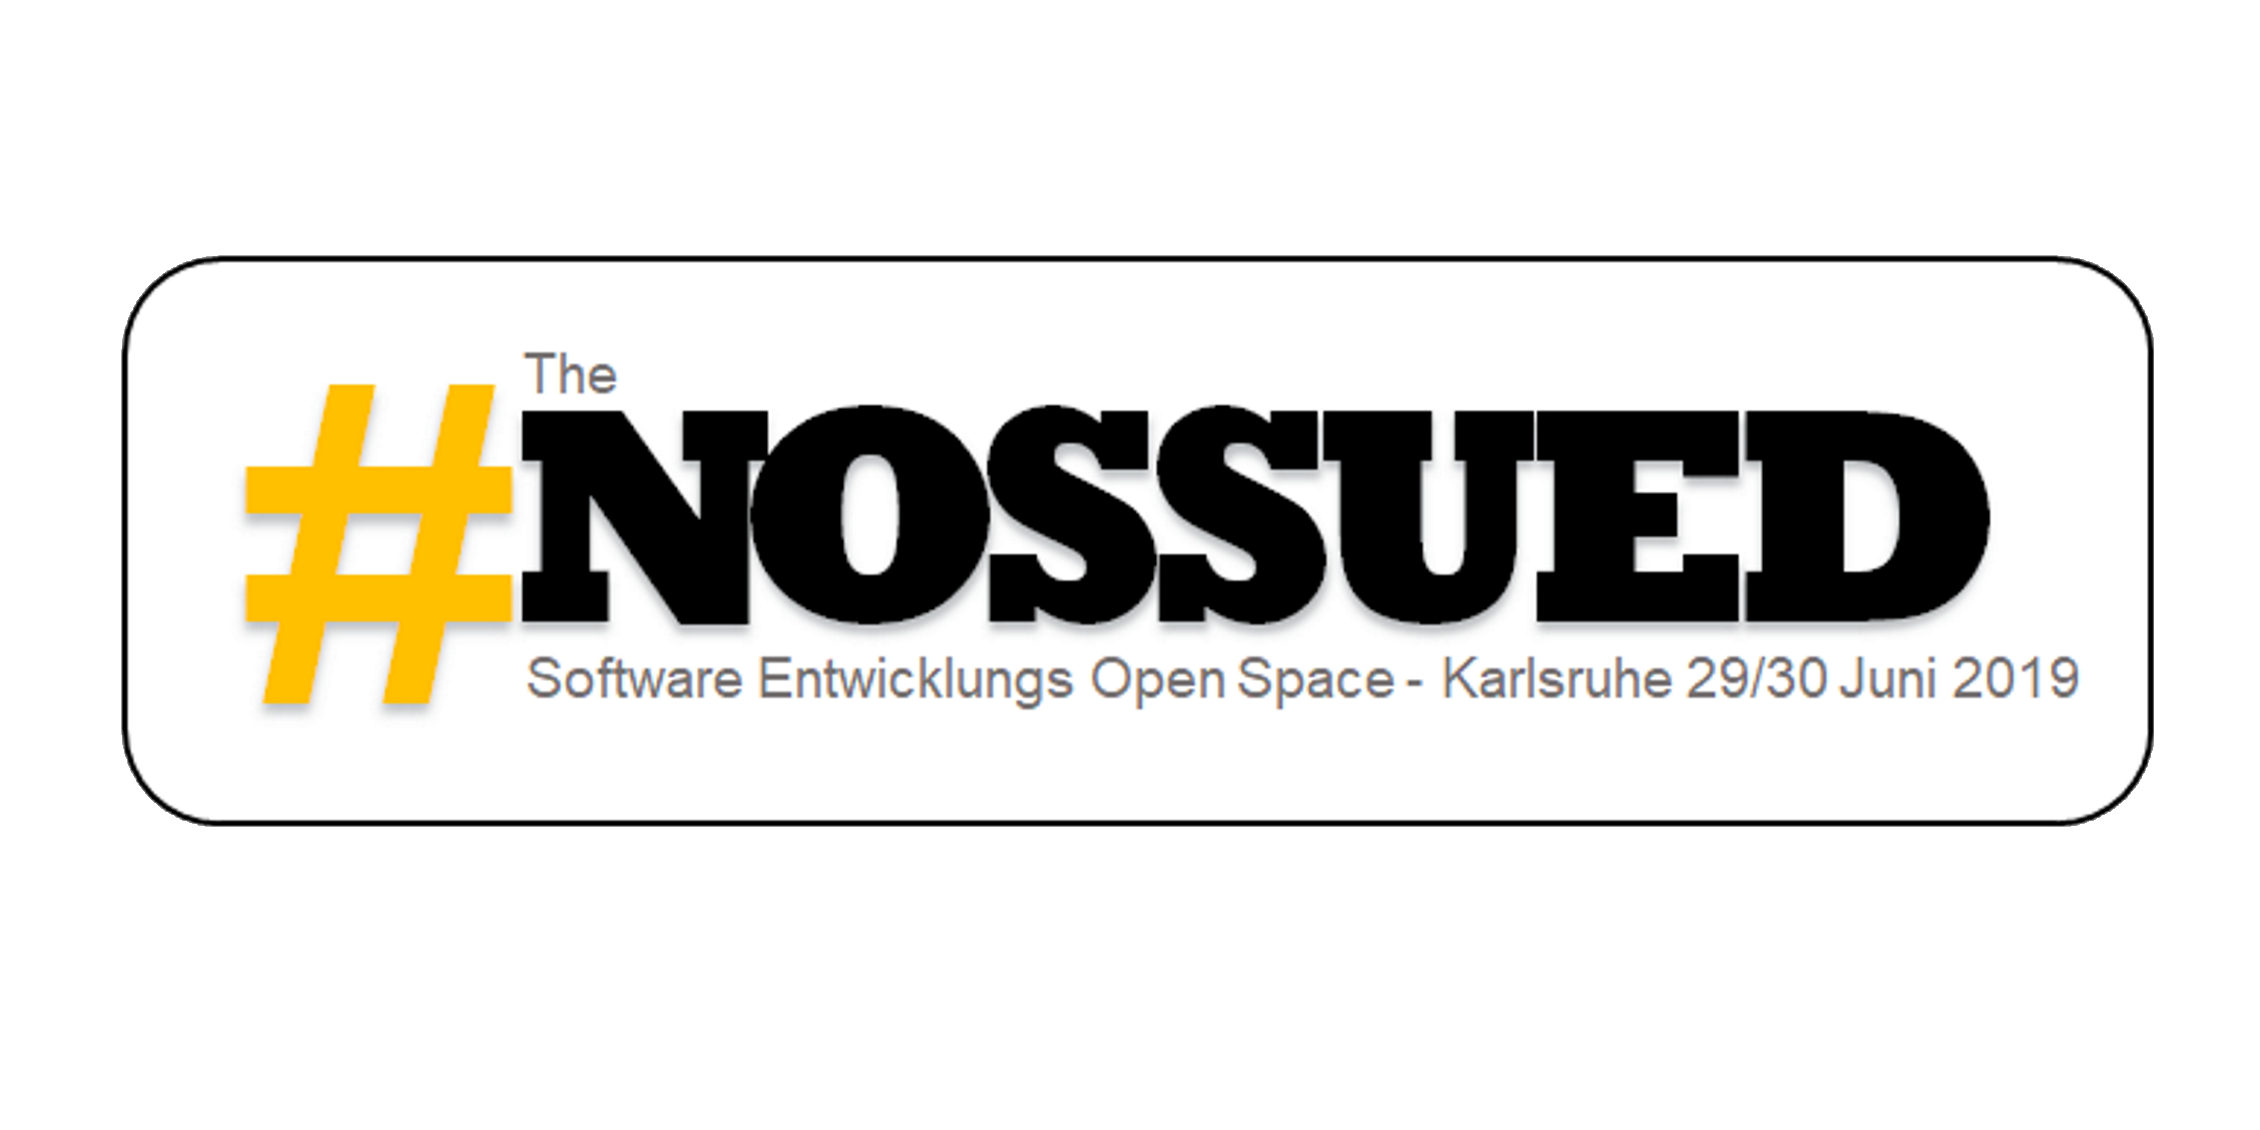 The
#NOSSUED
Software Entwicklungs Open Space - Karlsruhe 29/30 Juni 2019